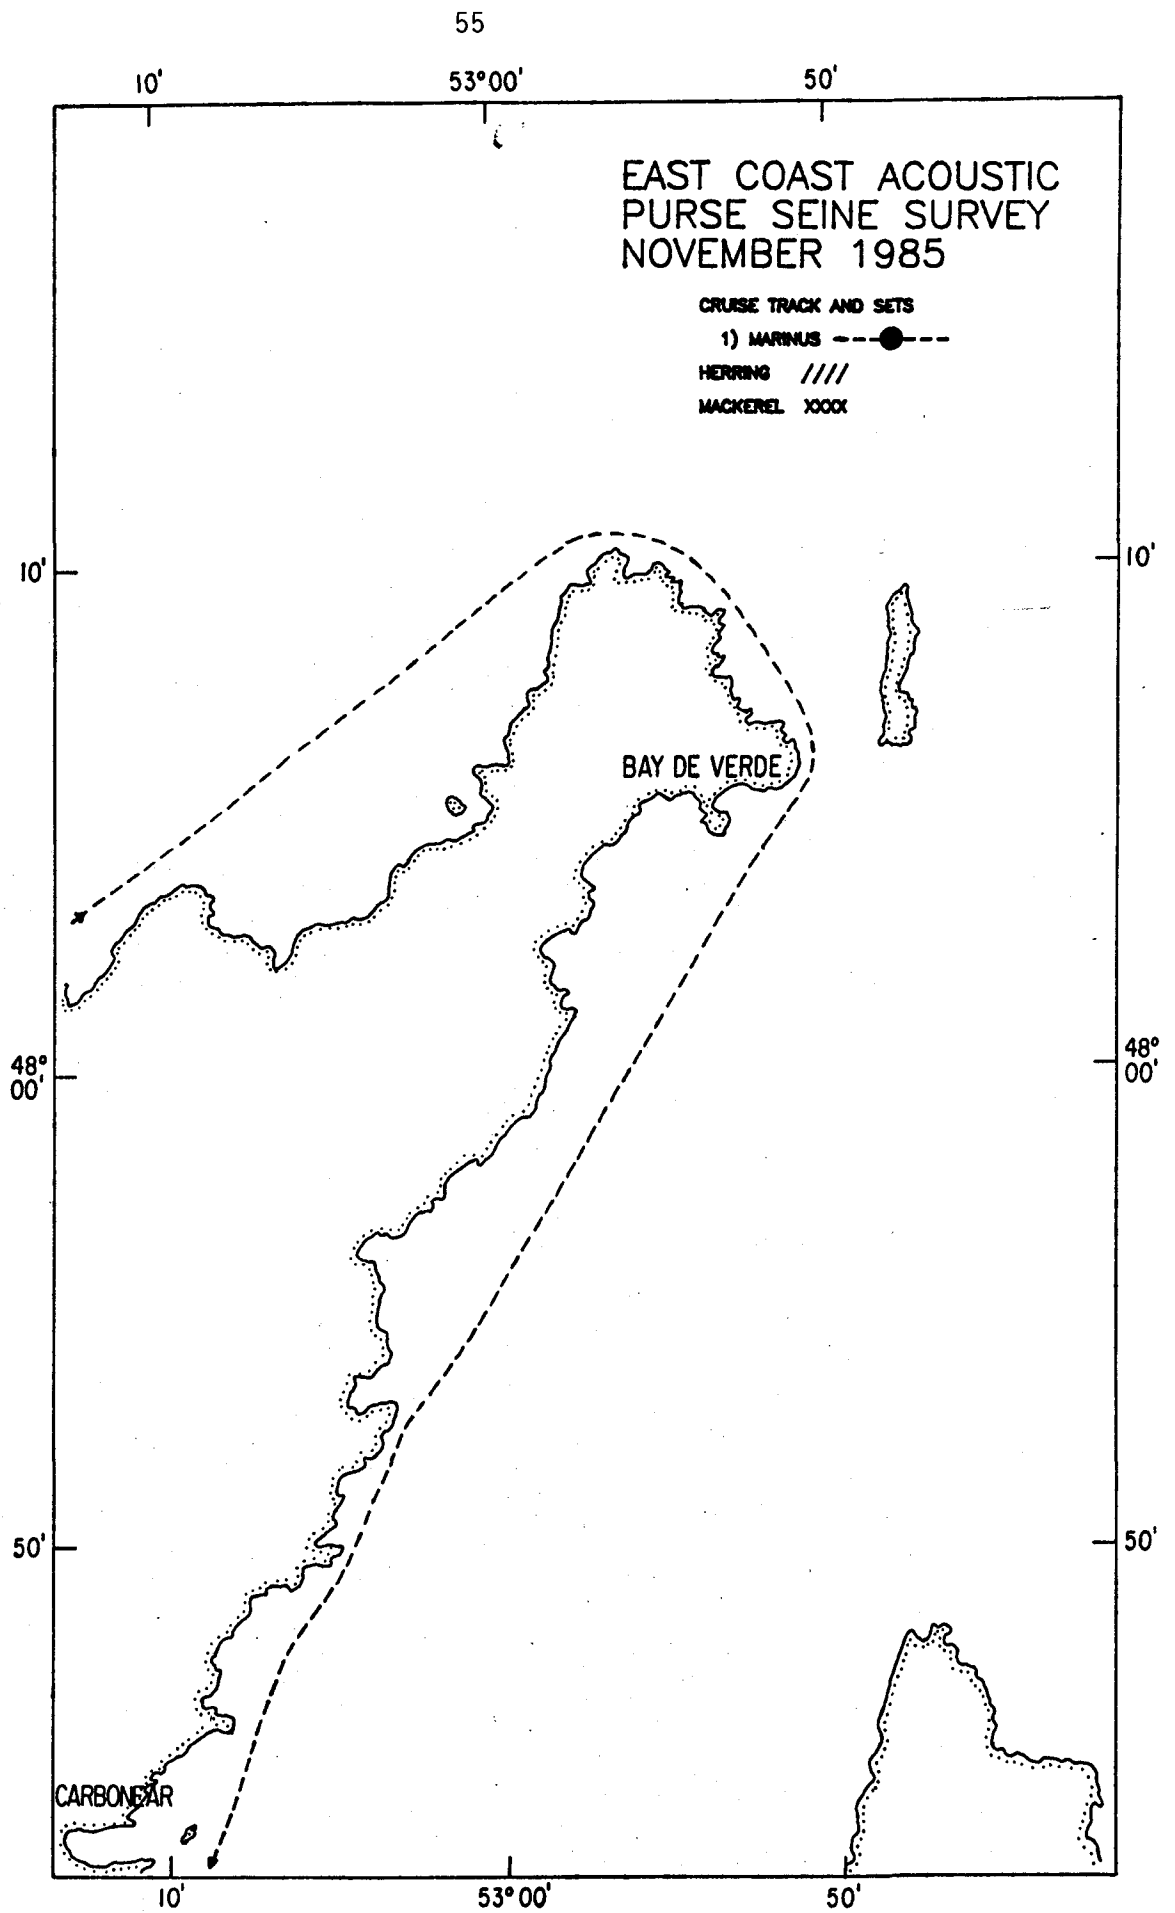 55
10' 53°00' 50'
EAST COAST ACOUSTIC
PURSE SEINE SURVEY
NOVEMBER 1985
CRUISE TRACK AND SETS
1) MARINUS
HERRING ////
MACKEREL XXXX
10' 10'
BAY DE VERDE
48° 48°
00' 00'
50' 50'
CARBONEAR
10' 53°00' 50'